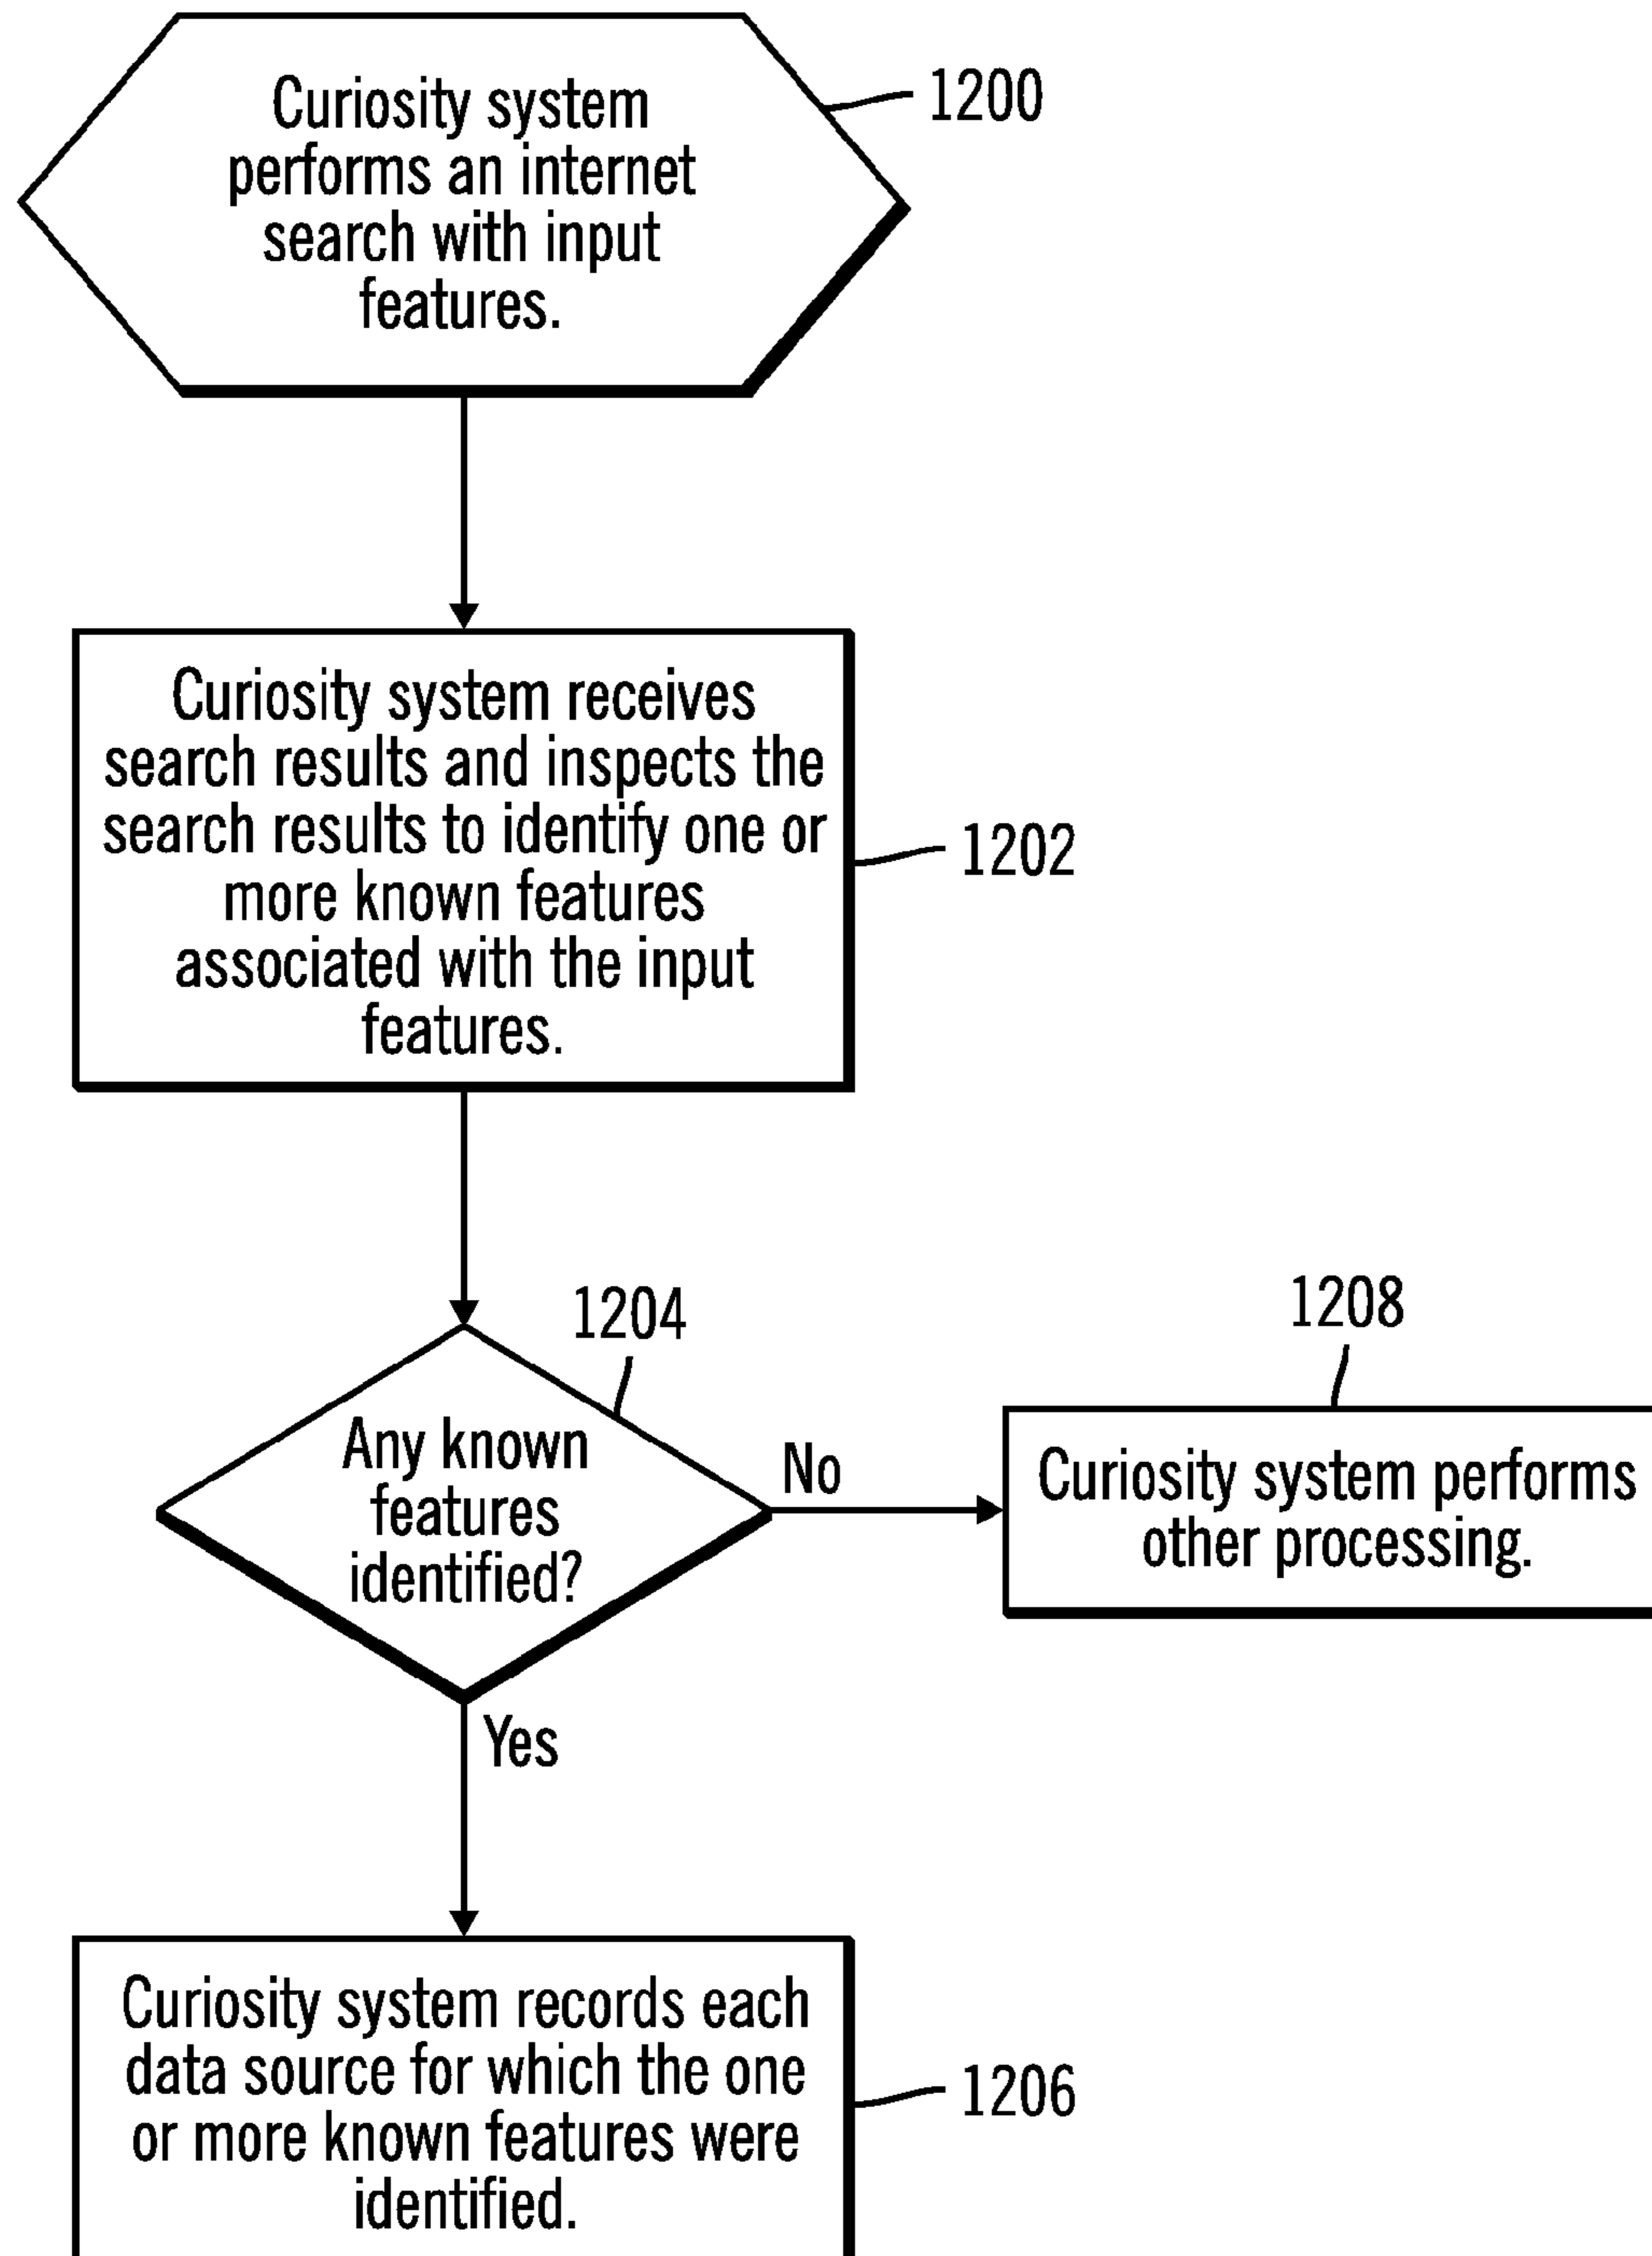 Curiosity system
performs an internet
search with input
features.
1200
Curiosity system receives
search results and inspects the
search results to identify one or
more known features
associated with the input
features.
1202
1204
Any known
features
identified?
No
1208
Curiosity system performs
other processing.
Yes
Curiosity system records each
data source for which the one
or more known features were
identified.
1206